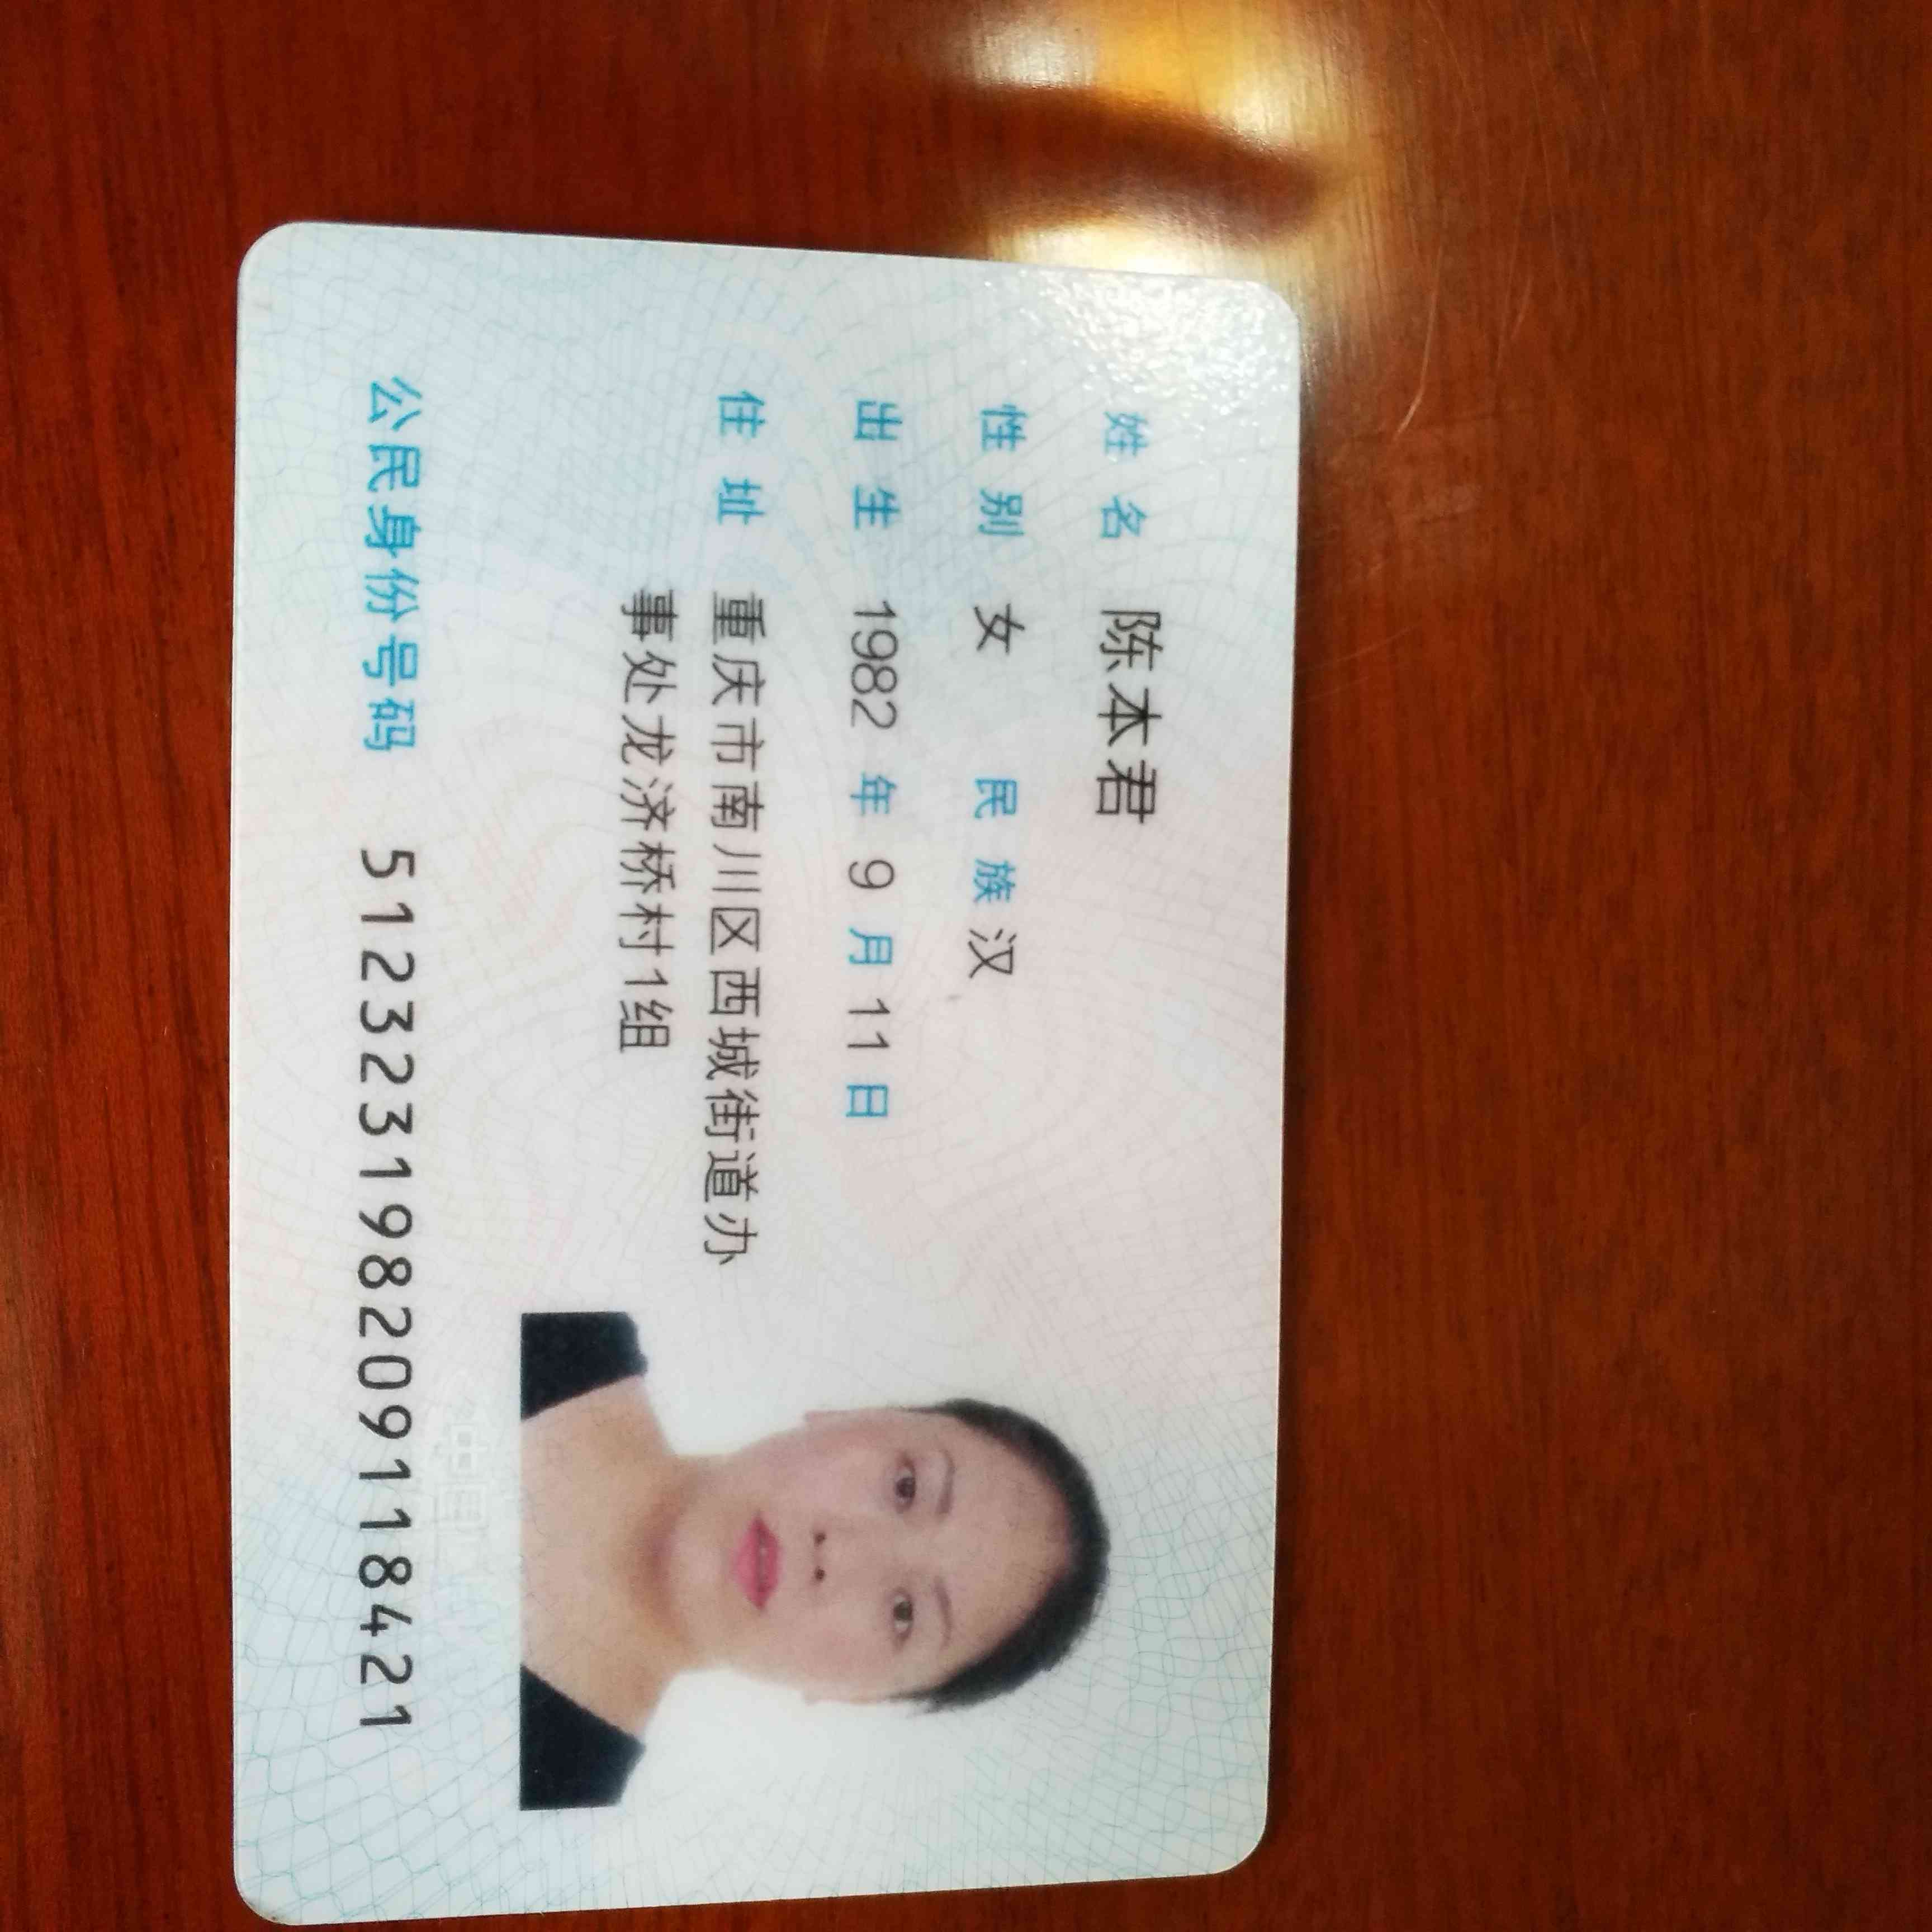 姓名 陈本君
性别 女 民族 汉
出生 1982 年 9 月 11 日
住址 重庆市南川区西城街道办
事处龙济桥村1组
公民身份号码 512323198209118421